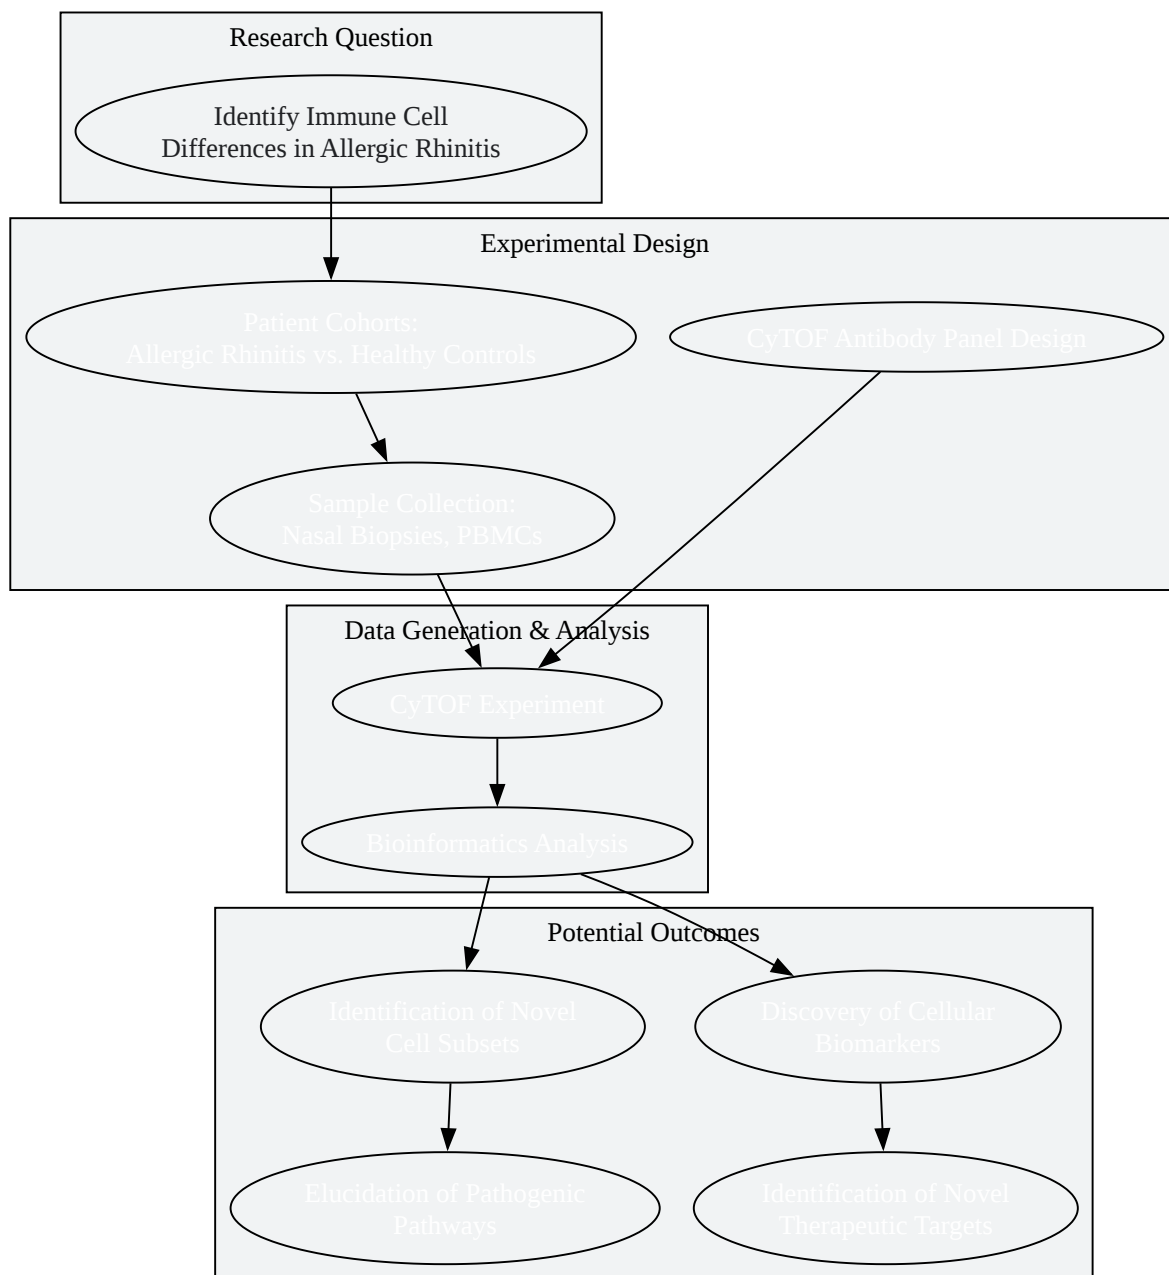 Research Question
Identify Immune Cell
Differences in Allergic Rhinitis
Experimental Design
Patient Cohorts:
Allergic Rhinitis vs. Healthy Controls
CyTOF Antibody Panel Design
Sample Collection:
Nasal Biopsies, PBMCs
Data Generation & Analysis
CyTOF Experiment
Bioinformatics Analysis
Potential Outcomes
Identification of Novel
Cell Subsets
Discovery of Cellular
Biomarkers
Elucidation of Pathogenic
Pathways
Identification of Novel
Therapeutic Targets